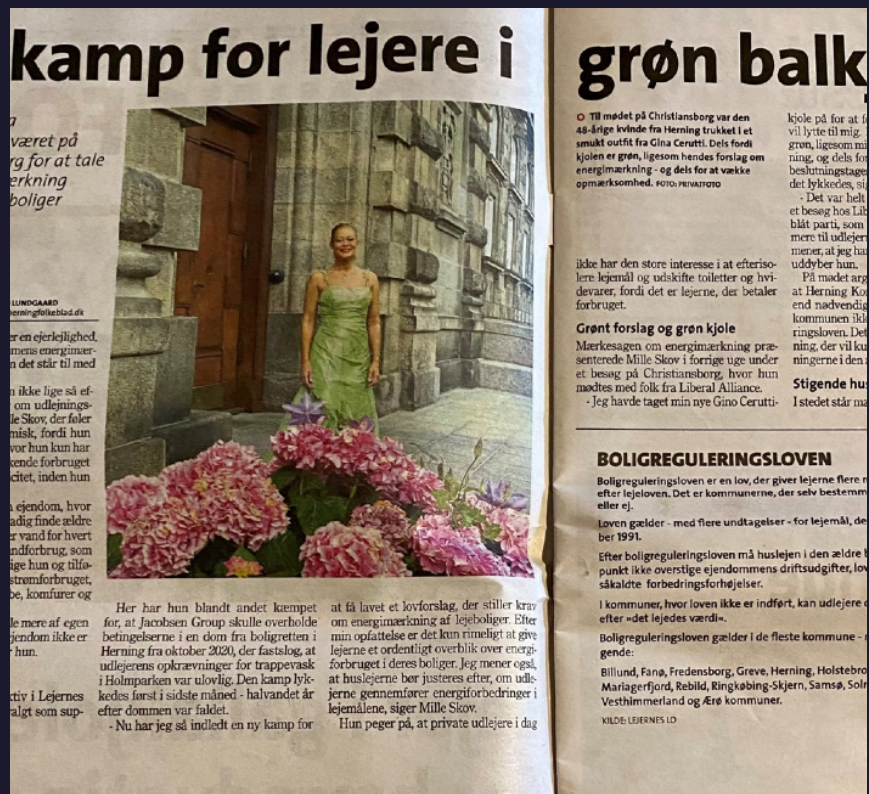 kamp for lejere i
grøn balk
været på
rg for at tale
erkning
boliger
LUNDGAARD
herningfolkeblad.dk
er en ejerlejlighed,
mens energimær-
n det står til med
n ikke lige så ef-
om udlejnings-
lle Skov, der føler
misk, fordi hun
vor hun kun har
kende forbruget
citet, inden hun
ejendom, hvor
adig finde ældre
er vand for hvert
ndforbrug, som
ige hun og tilfø-
strømforbruget,
be, komfurer og
le mere af egen
jendom ikke er
hun.
ktiv i Lejernes
algt som sup-
Her har hun blandt andet kæmpet
for, at Jacobsen Group skulle overholde
betingelserne i en dom fra boligretten i
Herning fra oktober 2020, der fastslog, at
udlejerens opkrævninger for trappevask
i Holmparken var ulovlig. Den kamp lyk-
kedes først i sidste måned - halvandet år
efter dommen var faldet.
- Nu har jeg så indledt en ny kamp for
at få lavet et lovforslag, der stiller krav
om energimærkning af lejeboliger. Efter
min opfattelse er det kun rimeligt at give
lejerne et ordentligt overblik over energi-
forbruget i deres boliger. Jeg mener også,
at huslejerne bør justeres efter, om udle-
jerne gennemfører energiforbedringer i
lejemålene, siger Mille Skov.
Hun peger på, at private udlejere i dag
Til mødet på Christiansborg var den
48-årige kvinde fra Herning trukket i et
smukt outfit fra Gina Cerutti. Dels fordi
kjolen er grøn, ligesom hendes forslag om
energimærkning - og dels for at vække
opmærksomhed. FOTO: PRIVATFOTO
ikke har den store interesse i at efteriso-
lere lejemål og udskifte toiletter og hvi-
devarer, fordi det er lejerne, der betaler
forbruget.
Grønt forslag og grøn kjole
Mærkesagen om energimærkning præ-
senterede Mille Skov i forrige uge under
et besøg på Christiansborg, hvor hun
mødtes med folk fra Liberal Alliance.
- Jeg havde taget min nye Gino Cerutti-
kjole på for at f
vil lytte til mig.
grøn, ligesom mi
ning, og dels for
beslutningstage
det lykkedes, si
- Det var helt
et besøg hos Lib
blåt parti, som
mere til udlejer
mener, at jeg ha
uddyber hun.
På mødet arg
at Herning Ko
end nødvendig
kommunen ikk
ringsloven. Det
ning, der vil ku
ningerne i den
Stigende hu
I stedet står ma
BOLIGREGULERINGSLOVEN
Boligreguleringsloven er en lov, der giver lejerne flere r
efter lejeloven. Det er kommunerne, der selv bestemm
eller ej.
Loven gælder - med flere undtagelser - for lejemål, de
ber 1991.
Efter boligreguleringsloven må huslejen i den ældre b
punkt ikke overstige ejendommens driftsudgifter, lov
såkaldte forbedringsforhøjelser.
I kommuner, hvor loven ikke er indført, kan udlejere o
efter »det lejedes værdi«.
Boligreguleringsloven gælder i de fleste kommune - 
gende:
Billund, Fanø, Fredensborg, Greve, Herning, Holstebro
Mariagerfjord, Rebild, Ringkøbing-Skjern, Samsø, Solr
Vesthimmerland og Ærø kommuner.
KILDE: LEJERNES LO